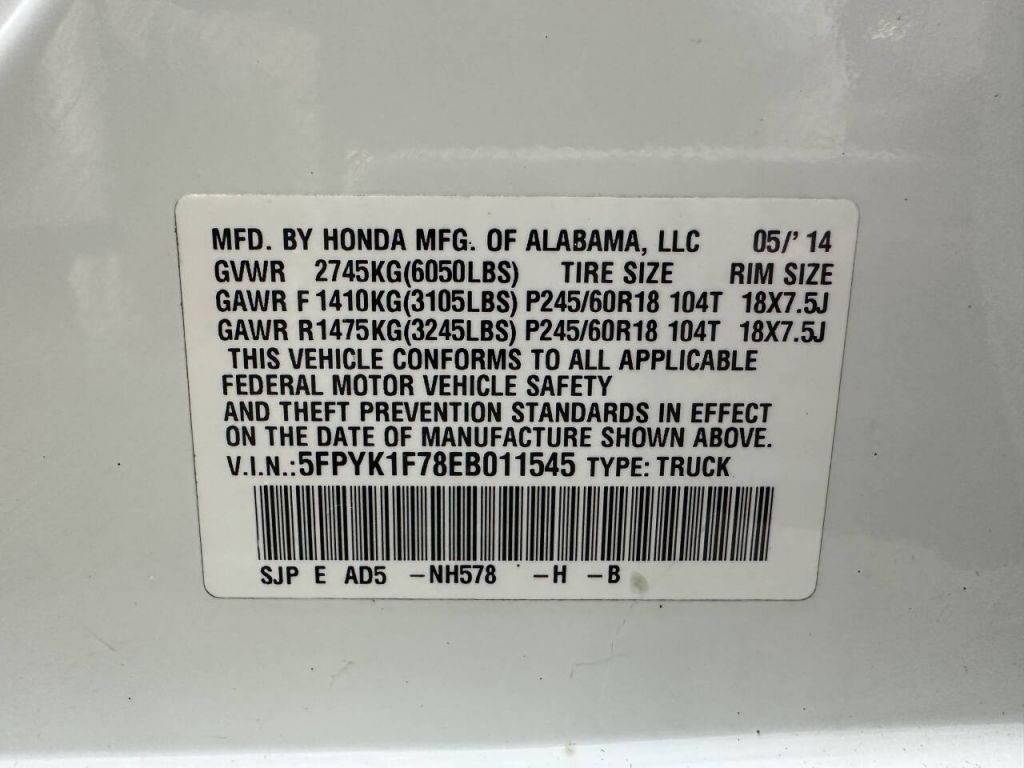 MFD. BY HONDA MFG. OF ALABAMA, LLC 05/' 14
GVWR 2745KG(6050LBS) TIRE SIZE RIM SIZE
GAWR F 1410KG(3105LBS) P245/60R18 104T 18X7.5J
GAWR R1475KG(3245LBS) P245/60R18 104T 18X7.5J
THIS VEHICLE CONFORMS TO ALL APPLICABLE
FEDERAL MOTOR VEHICLE SAFETY
AND THEFT PREVENTION STANDARDS IN EFFECT
ON THE DATE OF MANUFACTURE SHOWN ABOVE.
V.I.N.:5FPYK1F78EB011545 TYPE: TRUCK
SJP E AD5 -NH578 -H -B